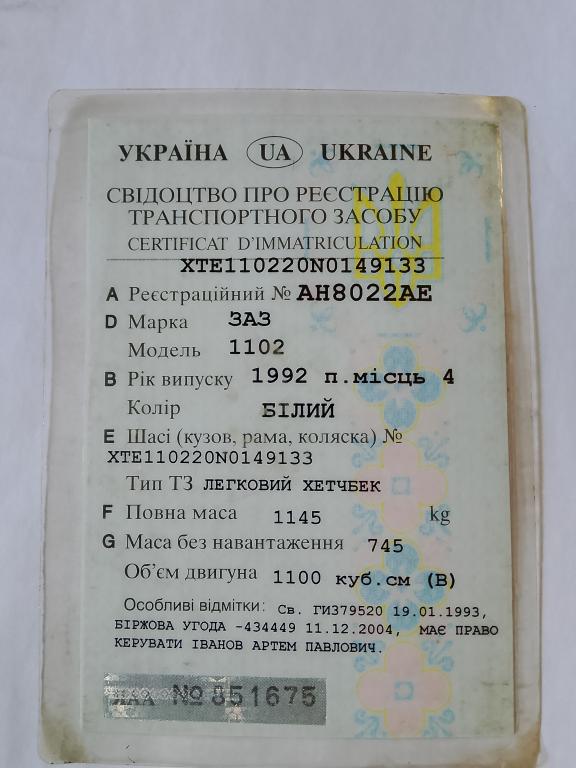 УКРАЇНА UA UKRAINE
СВІДОЦТВО ПРО РЕЄСТРАЦІЮ
ТРАНСПОРТНОГО ЗАСОБУ
CERTIFICAT D'IMMATRICULATION
XTE110220N0149133
A Реєстраційний № АН8022АЕ
D Марка ЗАЗ
Модель 1102
B Рік випуску 1992 п.місць 4
Колір БІЛИЙ
E Шасі (кузов, рама, коляска) №
XTE110220N0149133
Тип ТЗ ЛЕГКОВИЙ ХЕТЧБЕК
F Повна маса 1145 kg
G Маса без навантаження 745
Об'єм двигуна 1100 куб.см (В)
Особливі відмітки: Св. ГИ379520 19.01.1993,
БІРЖОВА УГОДА -434449 11.12.2004, МАЄ ПРАВО
КЕРУВАТИ ІВАНОВ АРТЕМ ПАВЛОВИЧ.
№ 851675